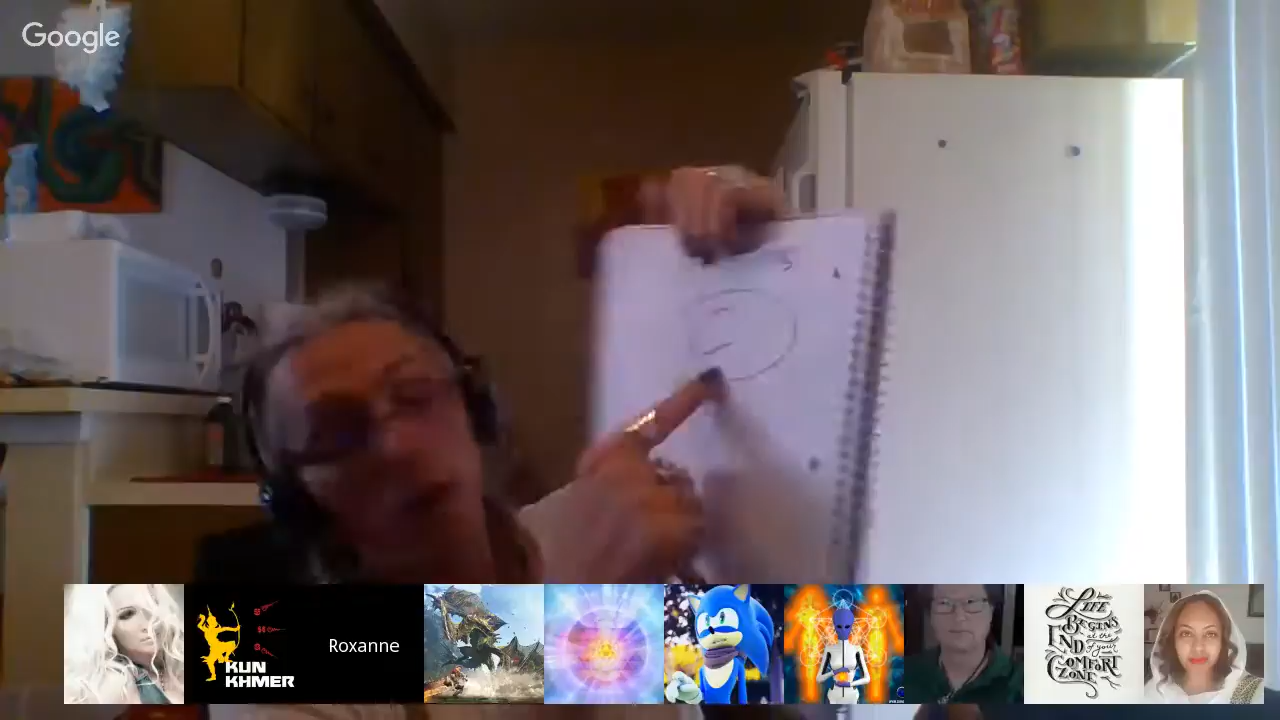 Google
KUN
KHMER
Roxanne
LIFE
BEGINS
at the
END
of your
COMFORT
ZONE